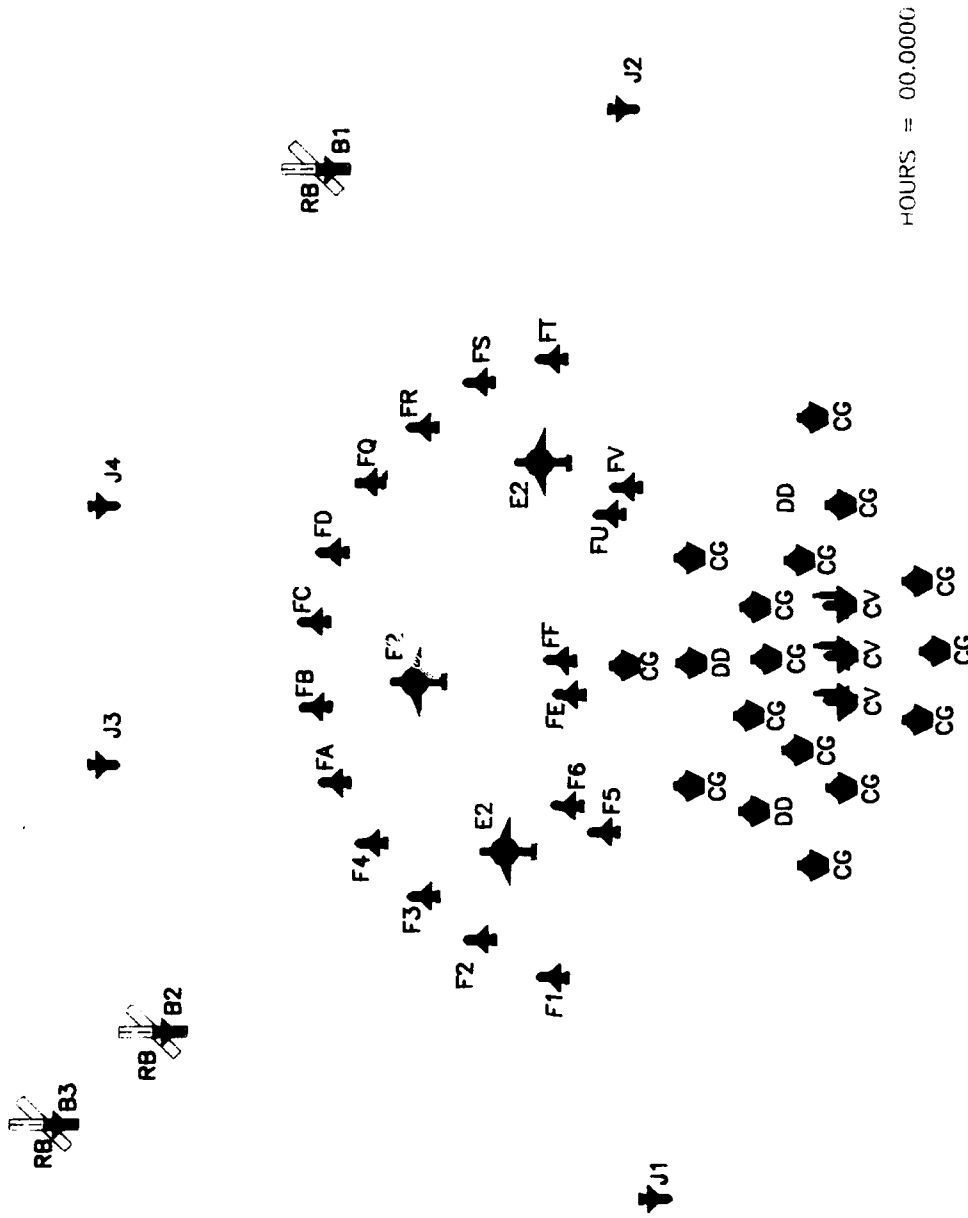 RB
B3
J3
J4
RB
B2
RB
FC
FB
FA
FD
B1
F4
FQ
F3
FR
F2
FS
E2
E2
FE
FF
FT
F1
F6
FU
F5
FV
J2
CG
J1
DD
CG
CG
CG
CG
DD
DD
CG
CG
CG
CG
CG
CG
CV
CV
CV
CG
HOURS = 00.0000
CG
CG
CG